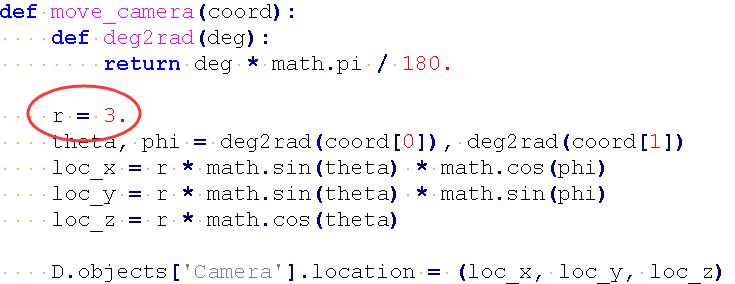 def move_camera(coord):
    def deg2rad(deg):
        return deg * math.pi / 180.
    r = 3.
    theta, phi = deg2rad(coord[0]), deg2rad(coord[1])
    loc_x = r * math.sin(theta) * math.cos(phi)
    loc_y = r * math.sin(theta) * math.sin(phi)
    loc_z = r * math.cos(theta)
    D.objects['Camera'].location = (loc_x, loc_y, loc_z)